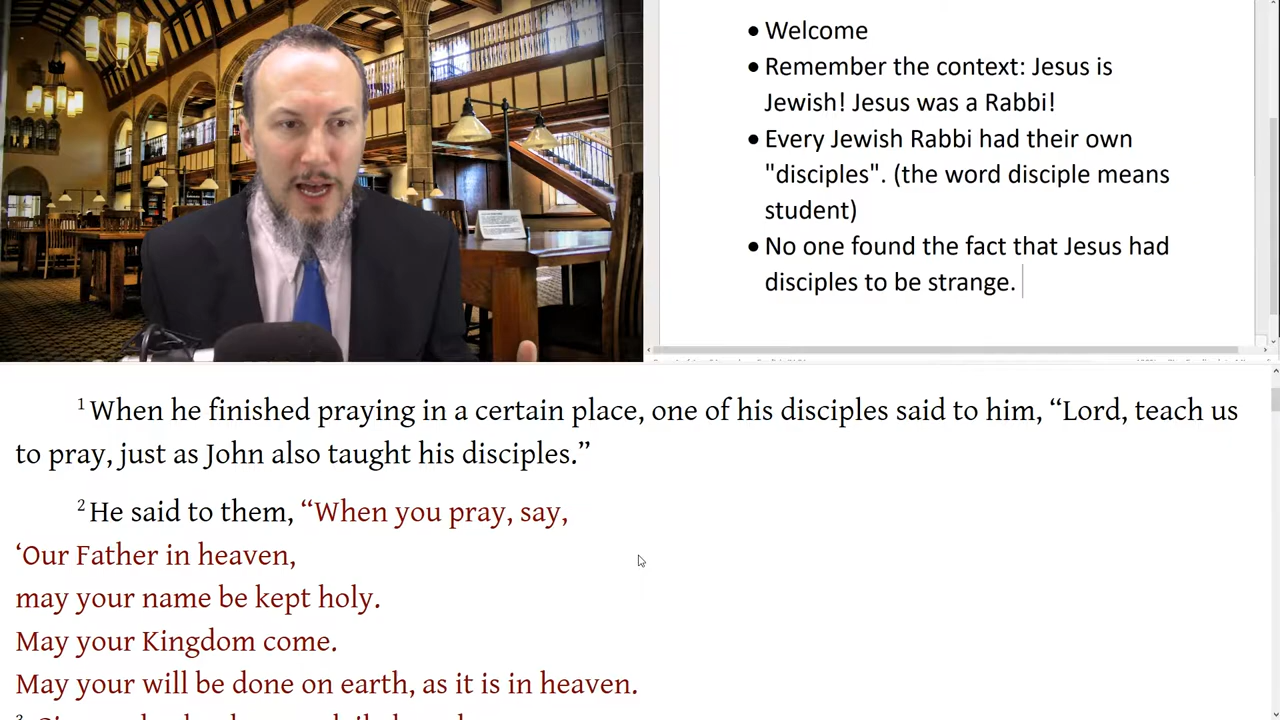 • Welcome
• Remember the context: Jesus is
Jewish! Jesus was a Rabbi!
• Every Jewish Rabbi had their own
"disciples". (the word disciple means
student)
• No one found the fact that Jesus had
disciples to be strange.
1 When he finished praying in a certain place, one of his disciples said to him, “Lord, teach us
to pray, just as John also taught his disciples.”
2 He said to them, “When you pray, say,
‘Our Father in heaven,
may your name be kept holy.
May your Kingdom come.
May your will be done on earth, as it is in heaven.